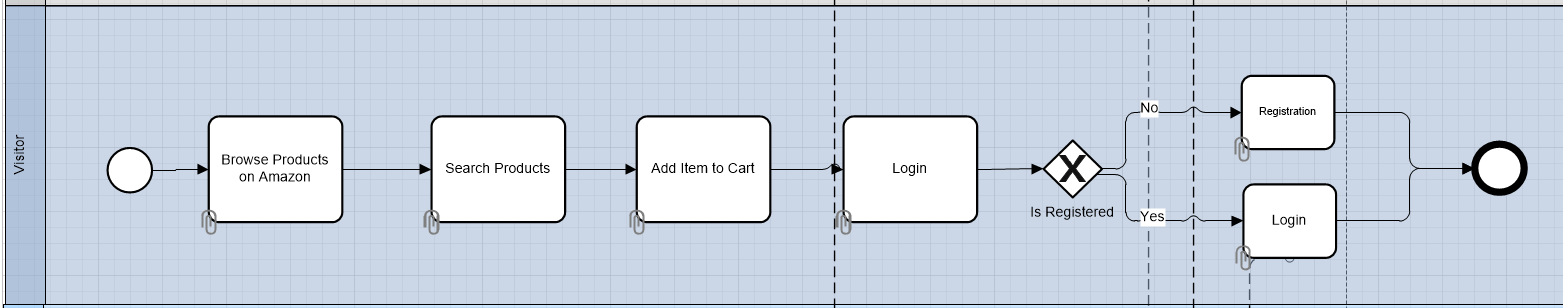 Visitor
Browse Products
on Amazon
Search Products
Add Item to Cart
Login
X
Is Registered
No
Yes
Registration
Login